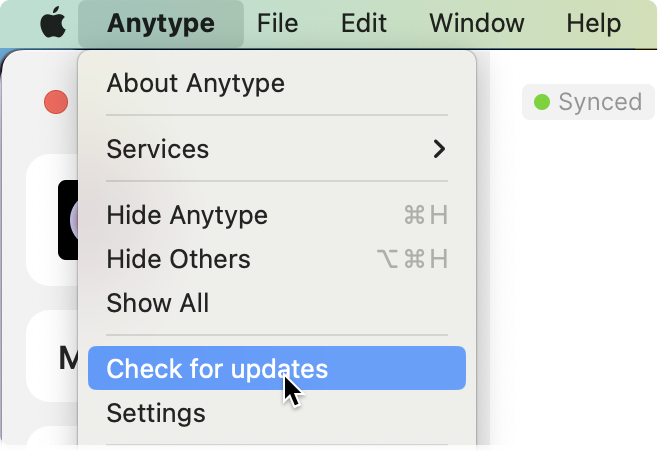 Anytype File Edit Window Help
About Anytype
Synced
Services
Hide Anytype ⌘H
Hide Others ⌥⌘H
Show All
M
Check for updates
Settings